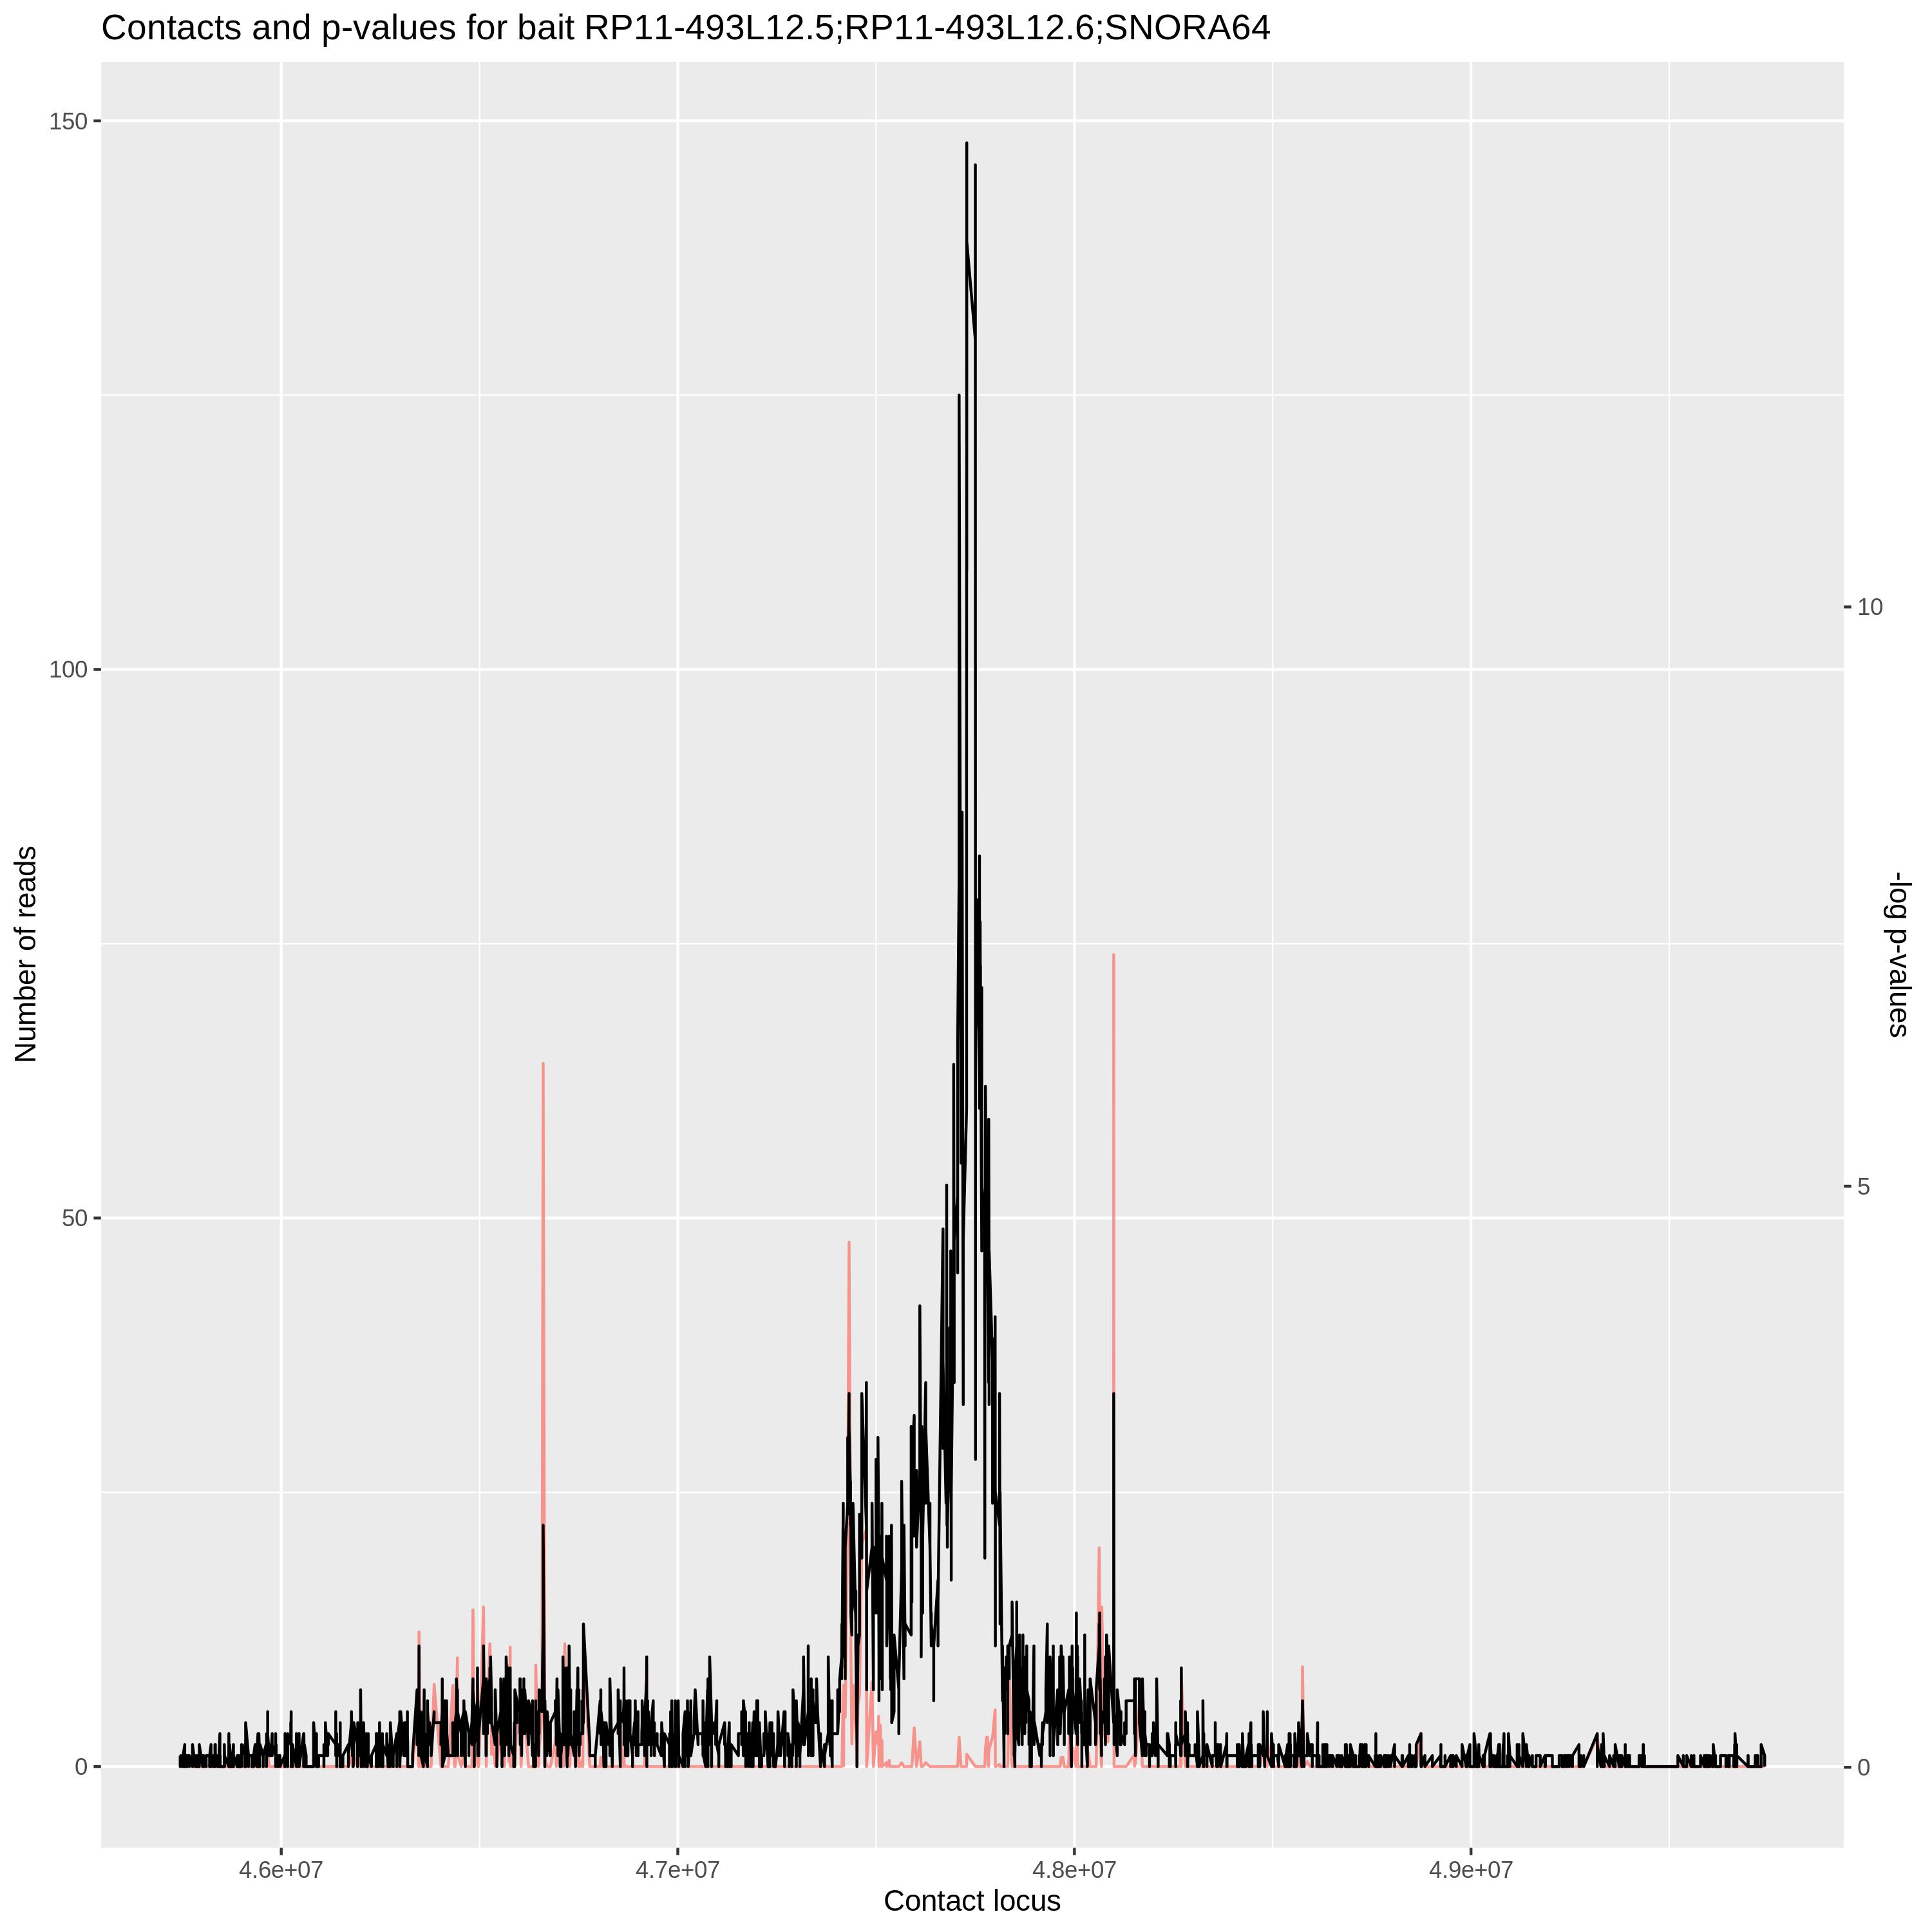 Contacts and p-values for bait RP11-493L12.5;RP11-493L12.6;SNORA64
150
100
50
0
Number of reads
10
5
0
-log p-values
4.6e+07
4.7e+07
4.8e+07
4.9e+07
Contact locus